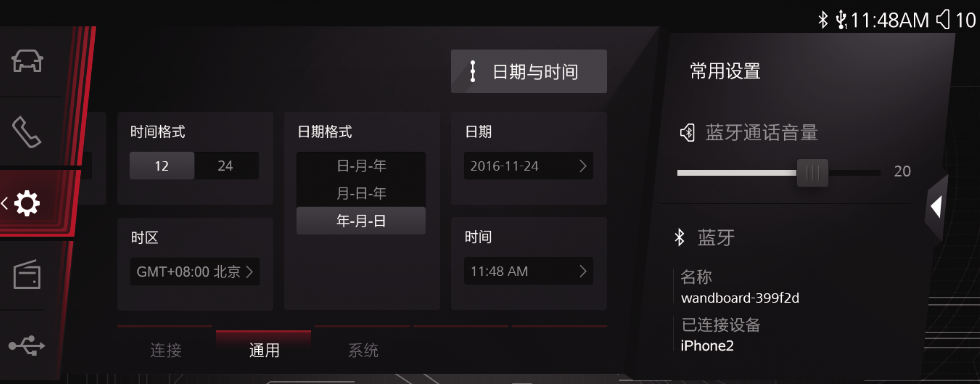 11:48AM 10
日期与时间
时间格式
12 24
时区
GMT+08:00 北京
日期格式
日-月-年
月-日-年
年-月-日
日期
2016-11-24
时间
11:48 AM
连接 通用 系统
常用设置
蓝牙通话音量
20
蓝牙
名称
wandboard-399f2d
已连接设备
iPhone2